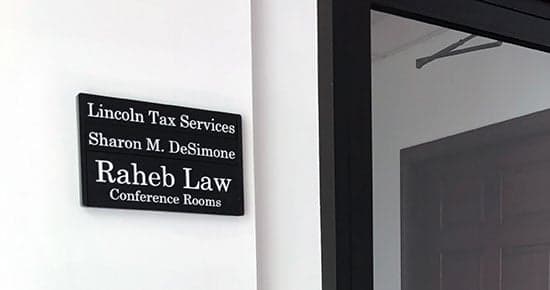 Lincoln Tax Services
Sharon M. DeSimone
Raheb Law
Conference Rooms